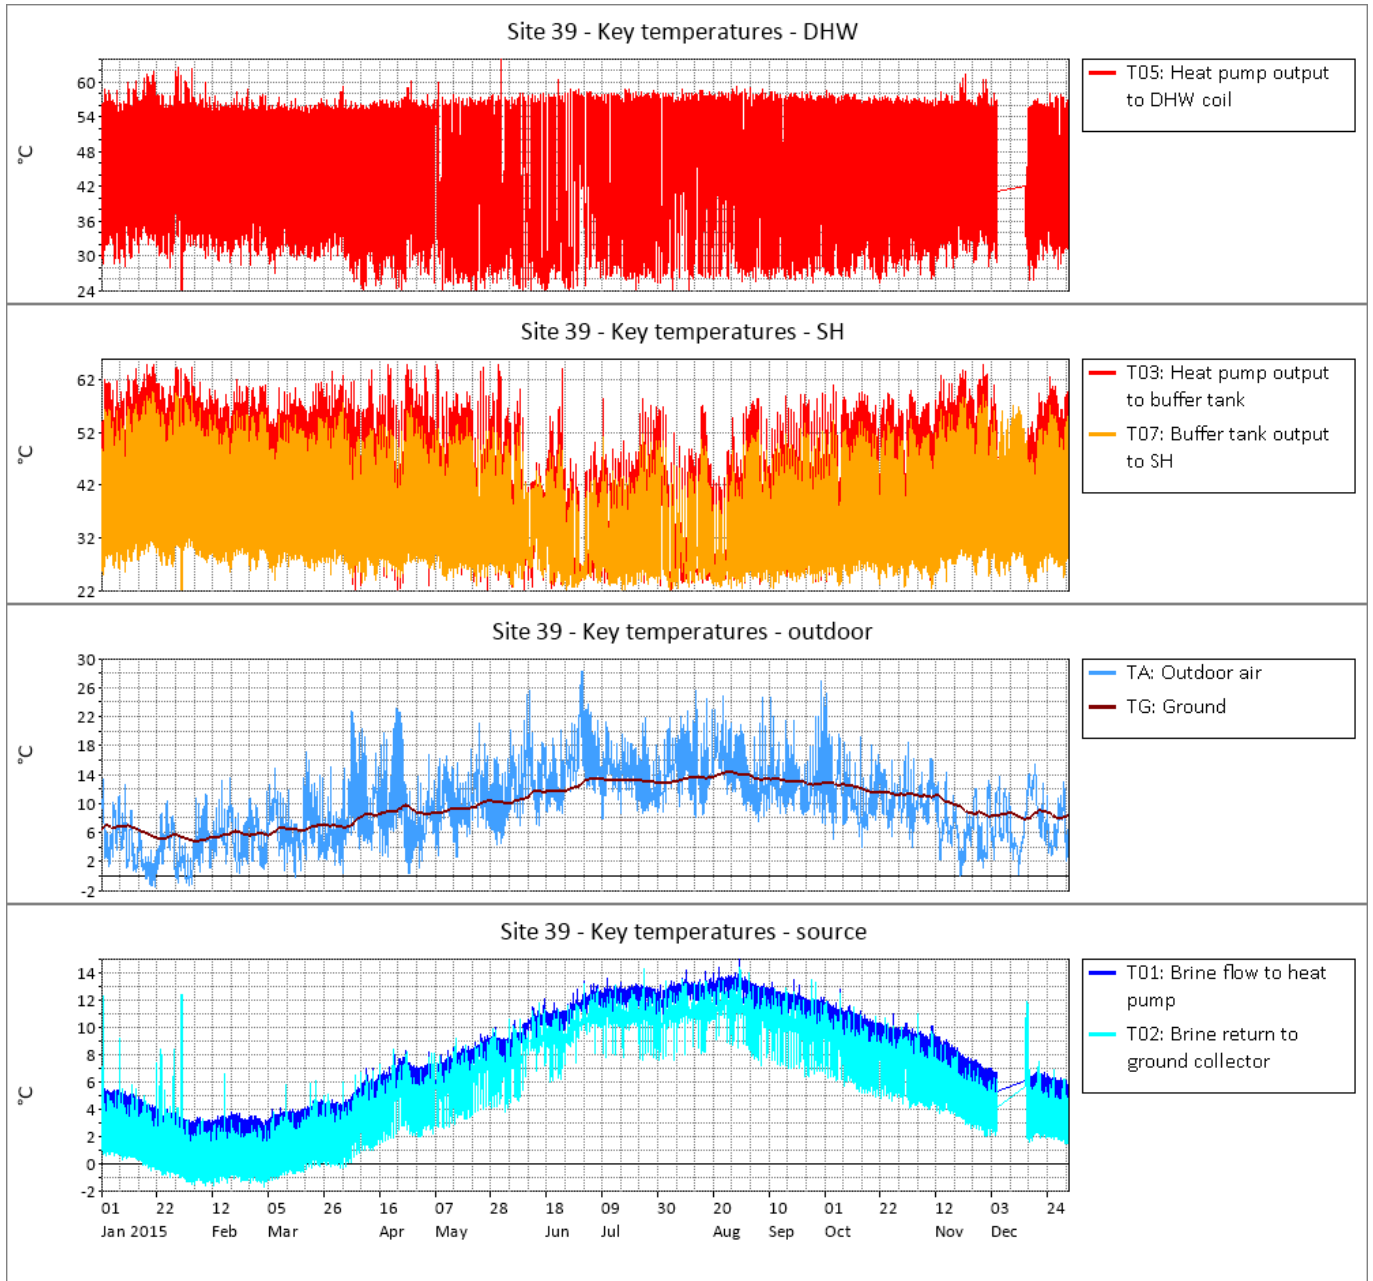 Site 39 - Key temperatures - DHW
°C
60
54
48
42
36
30
24
T05: Heat pump output
to DHW coil
Site 39 - Key temperatures - SH
°C
62
52
42
32
22
T03: Heat pump output
to buffer tank
T07: Buffer tank output
to SH
Site 39 - Key temperatures - outdoor
°C
30
26
22
18
14
10
6
2
-2
TA: Outdoor air
TG: Ground
Site 39 - Key temperatures - source
°C
14
12
10
8
6
4
2
0
-2
T01: Brine flow to heat
pump
T02: Brine return to
ground collector
01 22 12 05 26 16 07 28 18 09 30 20 10 01 22 12 03 24
Jan 2015 Feb Mar Apr May Jun Jul Aug Sep Oct Nov Dec